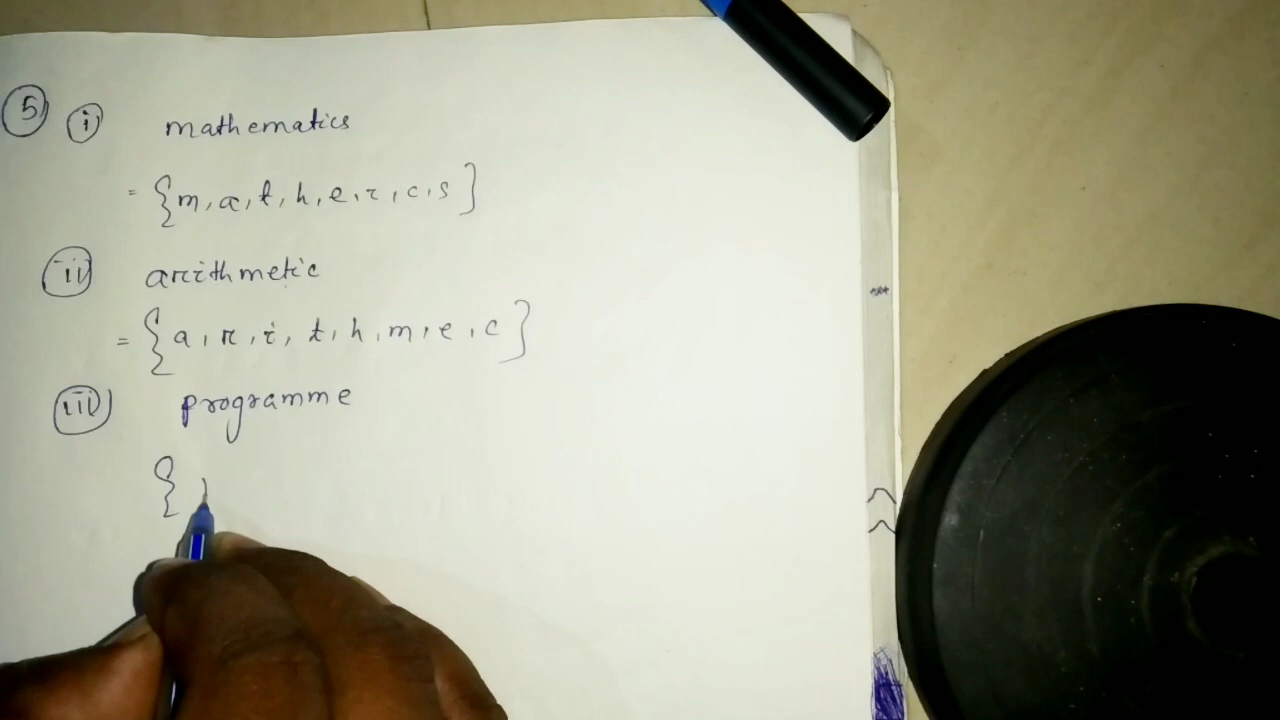 5 i mathematics
= {m, a, t, h, e, i, c, s}
ii arithmetic
= {a, r, i, t, h, m, e, c}
iii programme
{